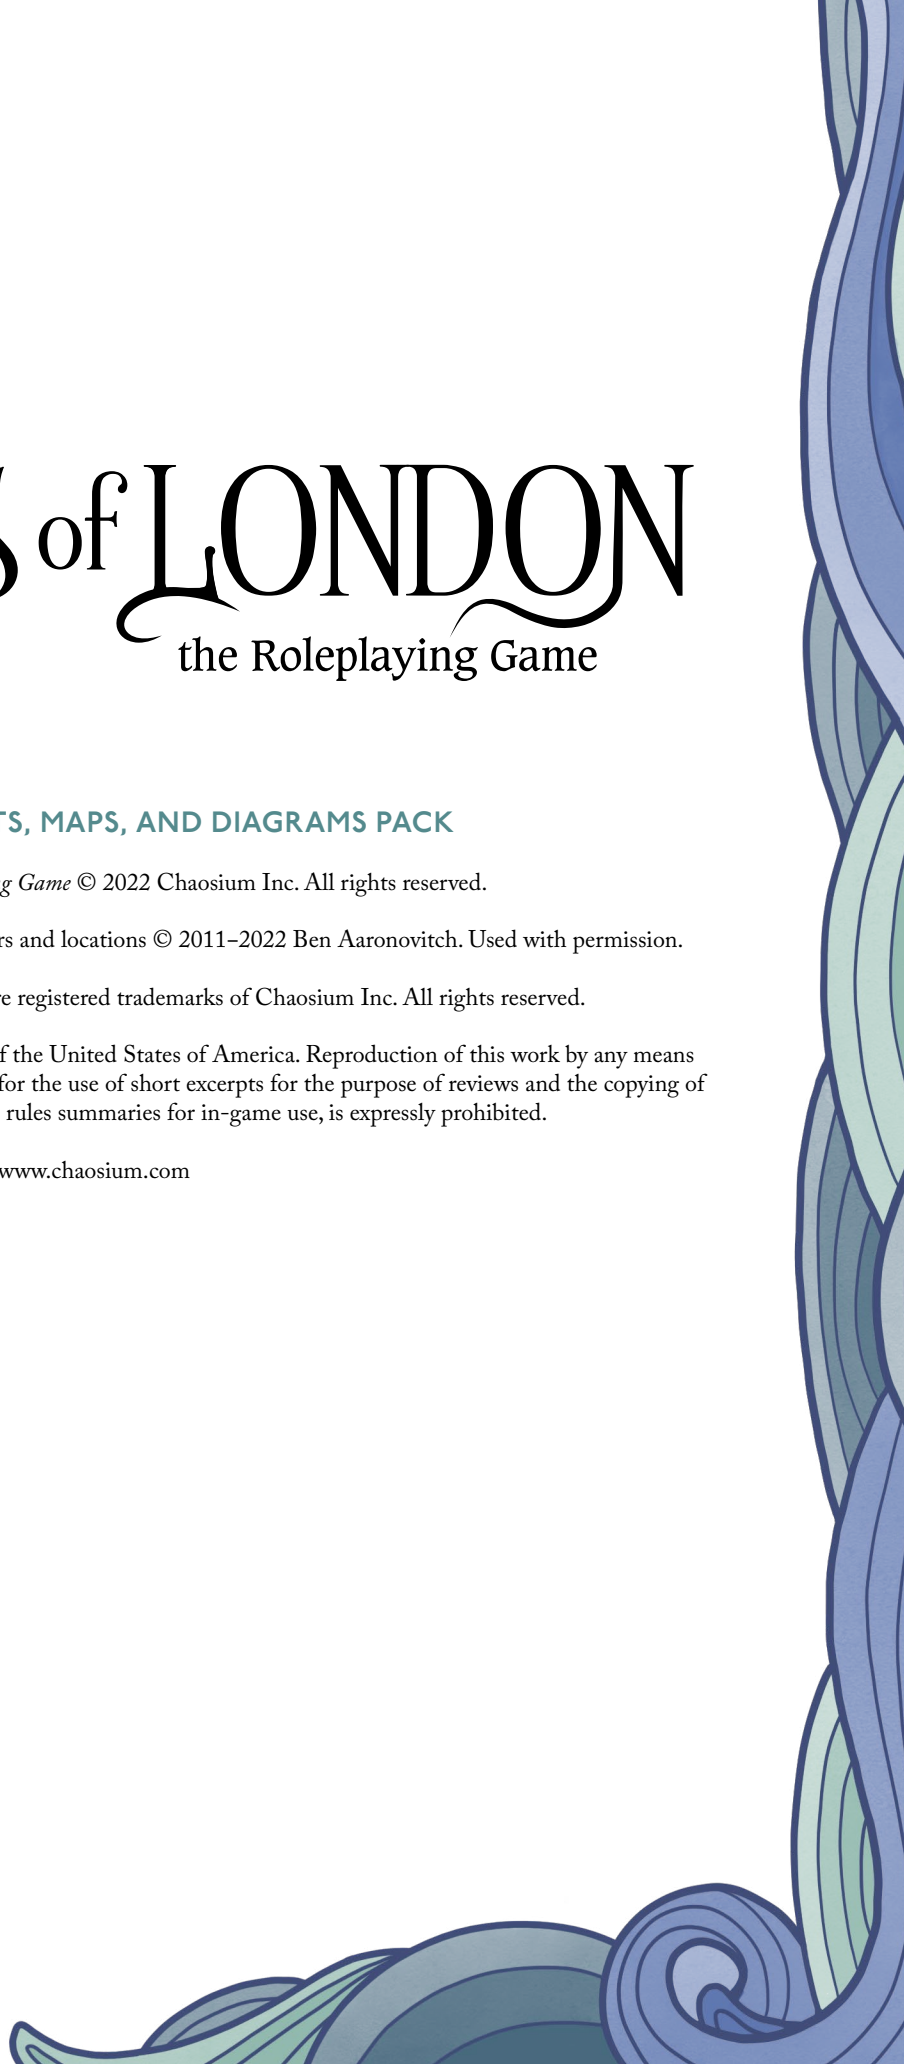 of LONDON
the Roleplaying Game
TS, MAPS, AND DIAGRAMS PACK
g Game © 2022 Chaosium Inc. All rights reserved.
rs and locations © 2011–2022 Ben Aaronovitch. Used with permission.
e registered trademarks of Chaosium Inc. All rights reserved.
f the United States of America. Reproduction of this work by any means
for the use of short excerpts for the purpose of reviews and the copying of
rules summaries for in-game use, is expressly prohibited.
www.chaosium.com